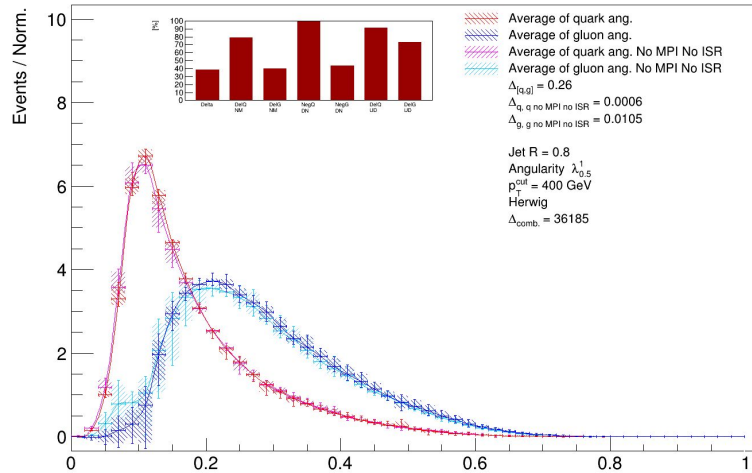 10
8
6
4
2
0
Events / Norm.
0
0.2
0.4
0.6
0.8
1
[%]
100
90
80
70
60
50
40
30
20
10
0
Delta
DelQ
NM
DelG
NM
NegQ
DN
NegG
DN
DelQ
UD
DelG
UD
Average of quark ang.
Average of gluon ang.
Average of quark ang. No MPI No ISR
Average of gluon ang. No MPI No ISR
Δ[q,g] = 0.26
Δq, q no MPI no ISR = 0.0006
Δg, g no MPI no ISR = 0.0105
Jet R = 0.8
Angularity λ¹0.5
pTcut = 400 GeV
Herwig
Δcomb. = 36185